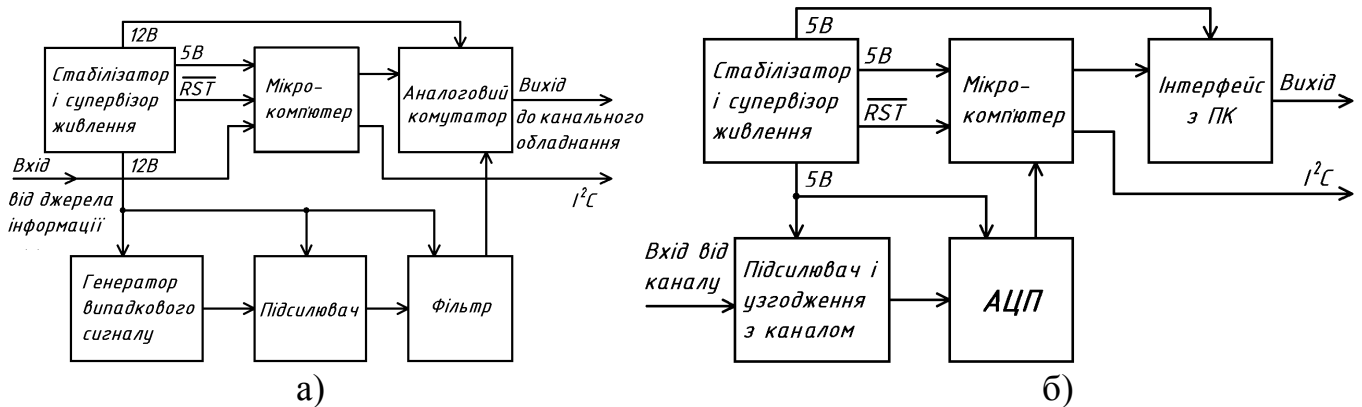 12В
Стабілізатор
і супервізор
живлення
5В
RST
Мікро-
комп'ютер
Аналоговий
комутатор
Вихід
до канального
обладнання
Вхід
від джерела
інформації
12В
I²C
Генератор
випадкового
сигналу
Підсилювач
Фільтр
а)
5В
Стабілізатор
і супервізор
живлення
5В
RST
Мікро-
комп'ютер
Інтерфейс
з ПК
Вихід
5В
I²C
Вхід від
каналу
Підсилювач і
узгодження
з каналом
АЦП
б)